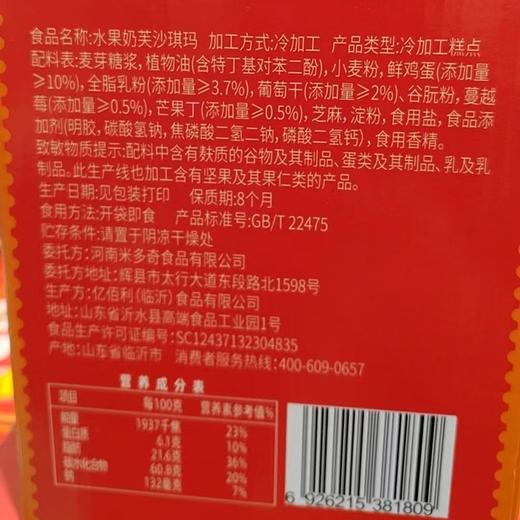 食品名称:水果奶芙沙琪玛 加工方式:冷加工 产品类型:冷加工糕点
配料表:麦芽糖浆,植物油(含特丁基对苯二酚),小麦粉,鲜鸡蛋(添加量
≥10%),全脂乳粉(添加量≥3.7%),葡萄干(添加量≥2%)、谷朊粉,蔓越
莓(添加量≥0.5%),芒果丁(添加量≥0.5%),芝麻,淀粉,食用盐,食品添
加剂(明胶,碳酸氢钠,焦磷酸二氢二钠,磷酸二氢钙),食用香精。
致敏物质提示:配料中含有麸质的谷物及其制品、蛋类及其制品、乳及乳
制品。此生产线也加工含有坚果及其果仁类的产品。
生产日期:见包装打印 保质期:8个月
食用方法:开袋即食 产品标准号:GB/T 22475
贮存条件:请置于阴凉干燥处
委托方:河南米多奇食品有限公司
委托方地址:辉县市太行大道东段路北1598号
生产方:亿佰利(临沂)食品有限公司
地址:山东省沂水县高端食品工业园1号
食品生产许可证编号:SC12437132304835
产地:山东省临沂市 消费者服务热线:400-609-0657
营养成分表
项目 每100克 营养素参考值%
能量 1937千焦 23%
蛋白质 6.1克 10%
脂肪 21.6克 36%
碳水化合物 60.8克 20%
钠 132毫克 7%
6 926215 381809